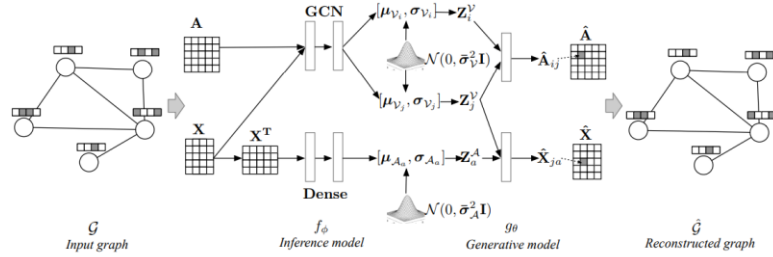 GCN
A
[μ_{𝒱_i}, σ_{𝒱_i}]
Z_i^𝒱
Â
𝒩(0, σ̄_𝒱^2 I)
Â_{ij}
[μ_{𝒱_j}, σ_{𝒱_j}]
Z_j^𝒱
X
X^T
X̂
[μ_{𝒜_a}, σ_{𝒜_a}]
Z_a^𝒜
X̂_{ja}
Dense
𝒩(0, σ̄_𝒜^2 I)
𝒢
Input graph
f_ϕ
Inference model
g_θ
Generative model
𝒢̂
Reconstructed graph